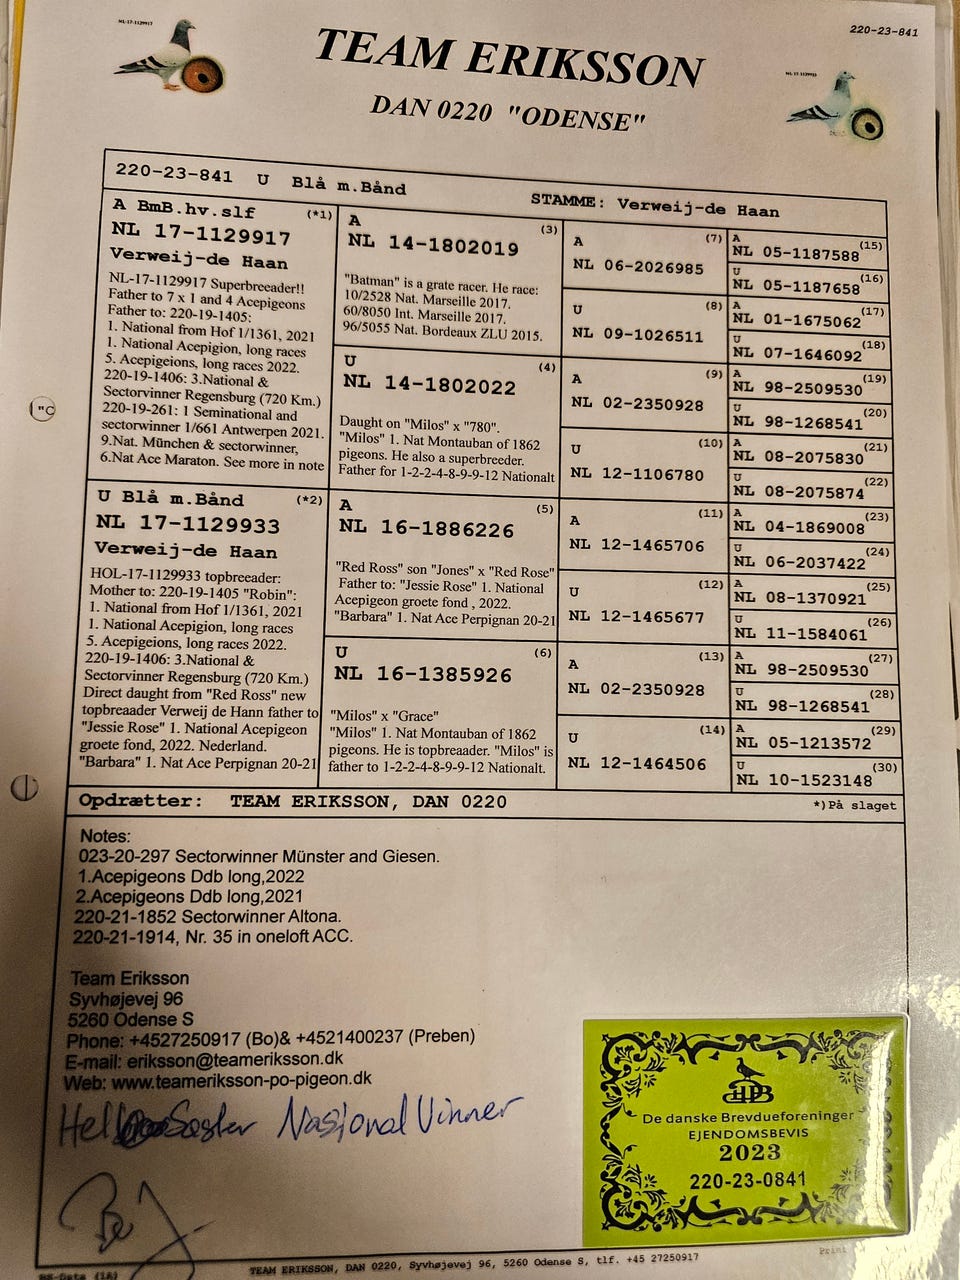 NL-17-1129917
220-23-841
TEAM ERIKSSON
NL-17-1129933
DAN 0220 "ODENSE"
220-23-841 U Blå m.Bånd STAMME: Verweij-de Haan
A BmB.hv.slf (*1)
NL 17-1129917
Verweij-de Haan
NL-17-1129917 Superbreeader!!
Father to 7 x 1 and 4 Acepigeons
Father to: 220-19-1405:
1. National from Hof 1/1361, 2021
1. National Acepigion, long races
5. Acepigeions, long races 2022.
220-19-1406: 3.National &
Sectorvinner Regensburg (720 Km.)
220-19-261: 1 Seminational and
sectorwinner 1/661 Antwerpen 2021.
9.Nat. München & sectorwinner,
6.Nat Ace Maraton. See more in note
U Blå m.Bånd (*2)
NL 17-1129933
Verweij-de Haan
HOL-17-1129933 topbreeader:
Mother to: 220-19-1405 "Robin":
1. National from Hof 1/1361, 2021
1. National Acepigion, long races
5. Acepigeions, long races 2022.
220-19-1406: 3.National &
Sectorvinner Regensburg (720 Km.)
Direct daught from "Red Ross" new
topbreaader Verweij de Hann father to
"Jessie Rose" 1. National Acepigeon
groete fond, 2022. Nederland.
"Barbara" 1. Nat Ace Perpignan 20-21
A (3)
NL 14-1802019
"Batman" is a grate racer. He race:
10/2528 Nat. Marseille 2017.
60/8050 Int. Marseille 2017.
96/5055 Nat. Bordeaux ZLU 2015.
U (4)
NL 14-1802022
Daught on "Milos" x "780".
"Milos" 1. Nat Montauban of 1862
pigeons. He also a superbreeder.
Father for 1-2-2-4-8-9-9-12 Nationalt
A (5)
NL 16-1886226
"Red Ross" son "Jones" x "Red Rose"
Father to: "Jessie Rose" 1. National
Acepigeon groete fond , 2022.
"Barbara" 1. Nat Ace Perpignan 20-21
U (6)
NL 16-1385926
"Milos" x "Grace"
"Milos" 1. Nat Montauban of 1862
pigeons. He is topbreaader. "Milos" is
father to 1-2-2-4-8-9-9-12 Nationalt.
A (7)
NL 06-2026985
U (8)
NL 09-1026511
A (9)
NL 02-2350928
U (10)
NL 12-1106780
A (11)
NL 12-1465706
U (12)
NL 12-1465677
A (13)
NL 02-2350928
U (14)
NL 12-1464506
A (15)
NL 05-1187588
U (16)
NL 05-1187658
A (17)
NL 01-1675062
U (18)
NL 07-1646092
A (19)
NL 98-2509530
U (20)
NL 98-1268541
A (21)
NL 08-2075830
U (22)
NL 08-2075874
A (23)
NL 04-1869008
U (24)
NL 06-2037422
A (25)
NL 08-1370921
U (26)
NL 11-1584061
A (27)
NL 98-2509530
U (28)
NL 98-1268541
A (29)
NL 05-1213572
U (30)
NL 10-1523148
Opdrætter: TEAM ERIKSSON, DAN 0220 *)På slaget
Notes:
023-20-297 Sectorwinner Münster and Giesen.
1.Acepigeons Ddb long,2022
2.Acepigeons Ddb long,2021
220-21-1852 Sectorwinner Altona.
220-21-1914, Nr. 35 in oneloft ACC.
Team Eriksson
Syvhøjevej 96
5260 Odense S
Phone: +4527250917 (Bo)& +4521400237 (Preben)
E-mail: eriksson@teameriksson.dk
Web: www.teameriksson-po-pigeon.dk
Nasional Vinner
DPB
De danske Brevdueforeninger
EJENDOMSBEVIS
2023
220-23-0841
Print
BS-Data (1A)
TEAM ERIKSSON, DAN 0220, Syvhøjevej 96, 5260 Odense S, tlf. +45 27250917